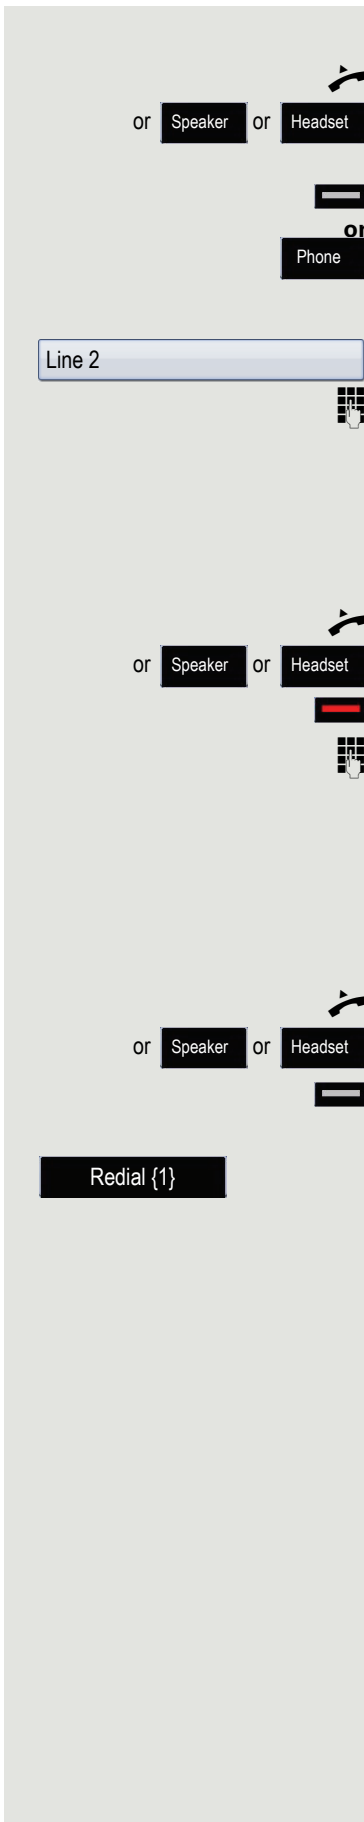 or Speaker or Headset
or
Phone
Line 2
or Speaker or Headset
or Speaker or Headset
Redial {1}